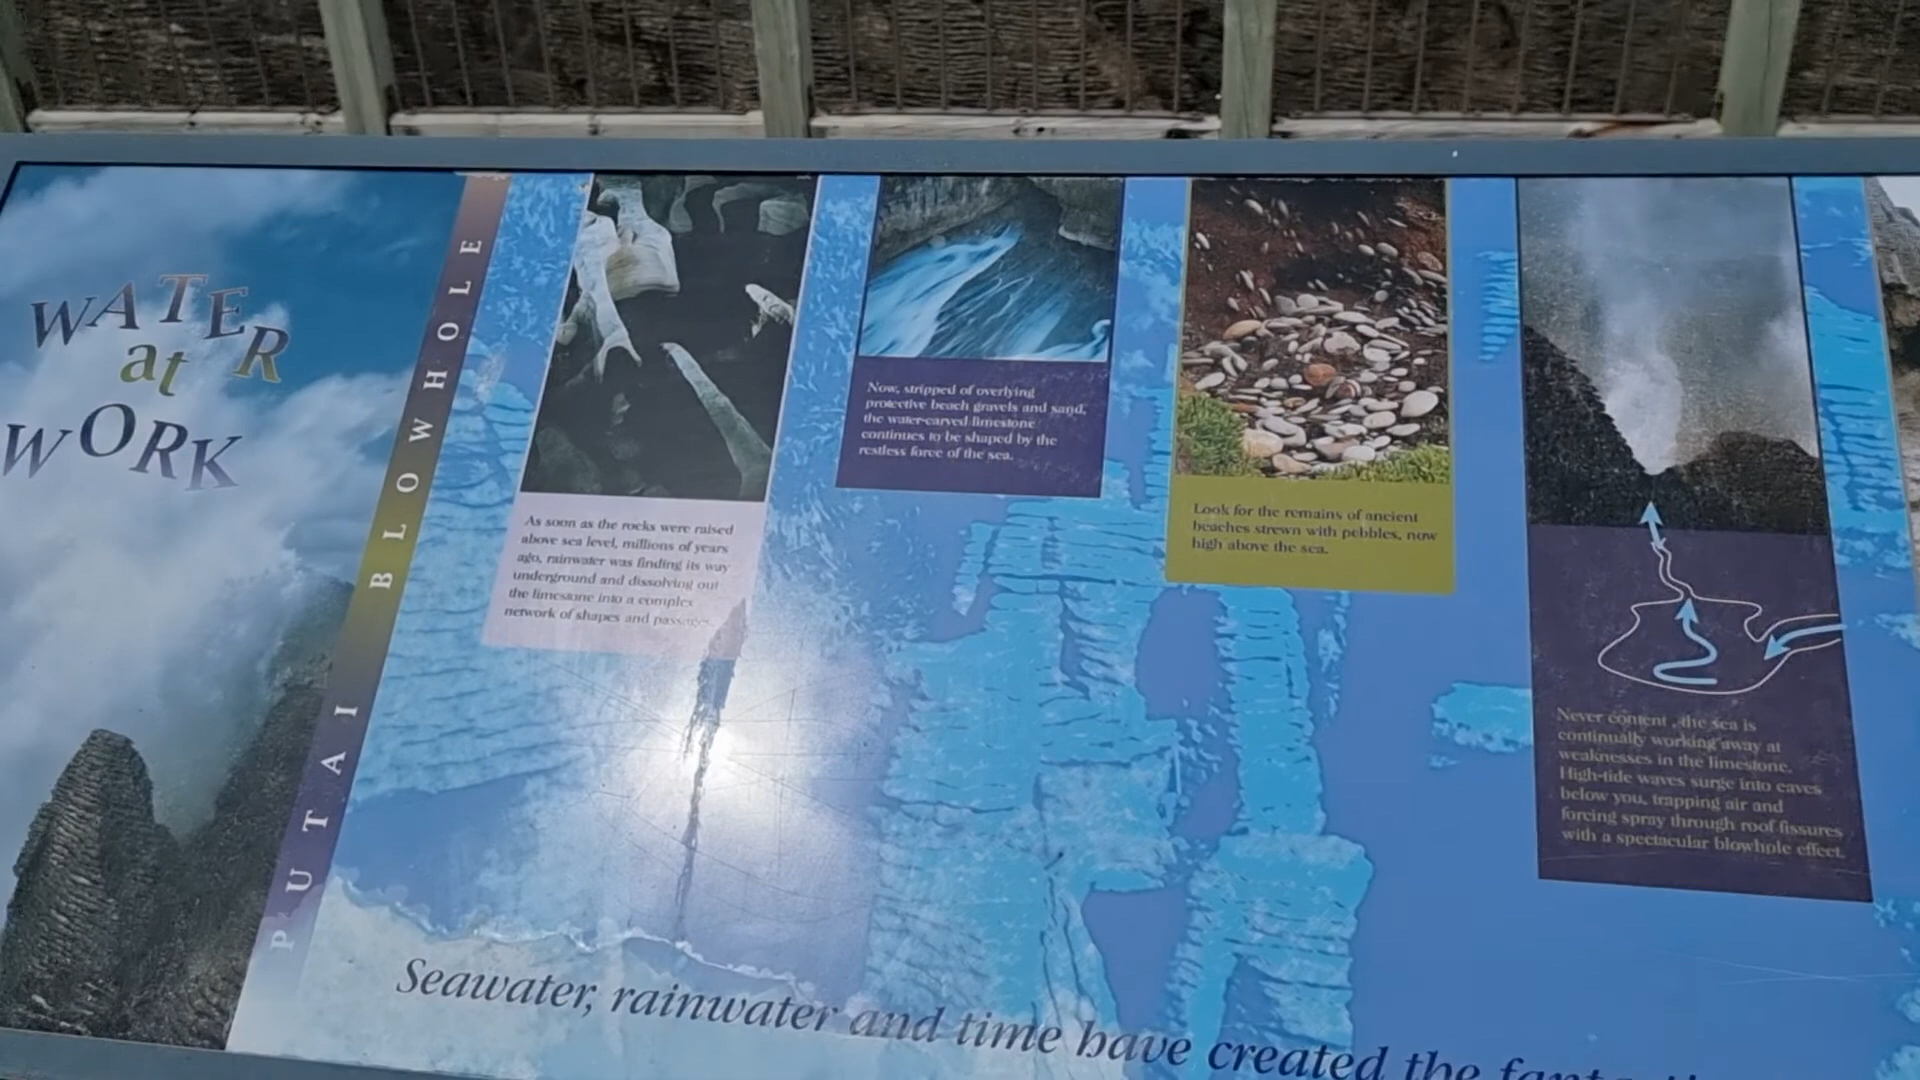 WATER
at
WORK
PUTAI BLOWHOLE
As soon as the rocks were raised
above sea level, millions of years
ago, rainwater was finding its way
underground and dissolving out
the limestone into a complex
network of shapes and passages.
Now, stripped of overlying
protective beach gravels and sand,
the water-carved limestone
continues to be shaped by the
restless force of the sea.
Look for the remains of ancient
beaches strewn with pebbles, now
high above the sea.
Never content, the sea is
continually working away at
weaknesses in the limestone.
High-tide waves surge into caves
below you, trapping air and
forcing spray through roof fissures
with a spectacular blowhole effect.
Seawater, rainwater and time have created the